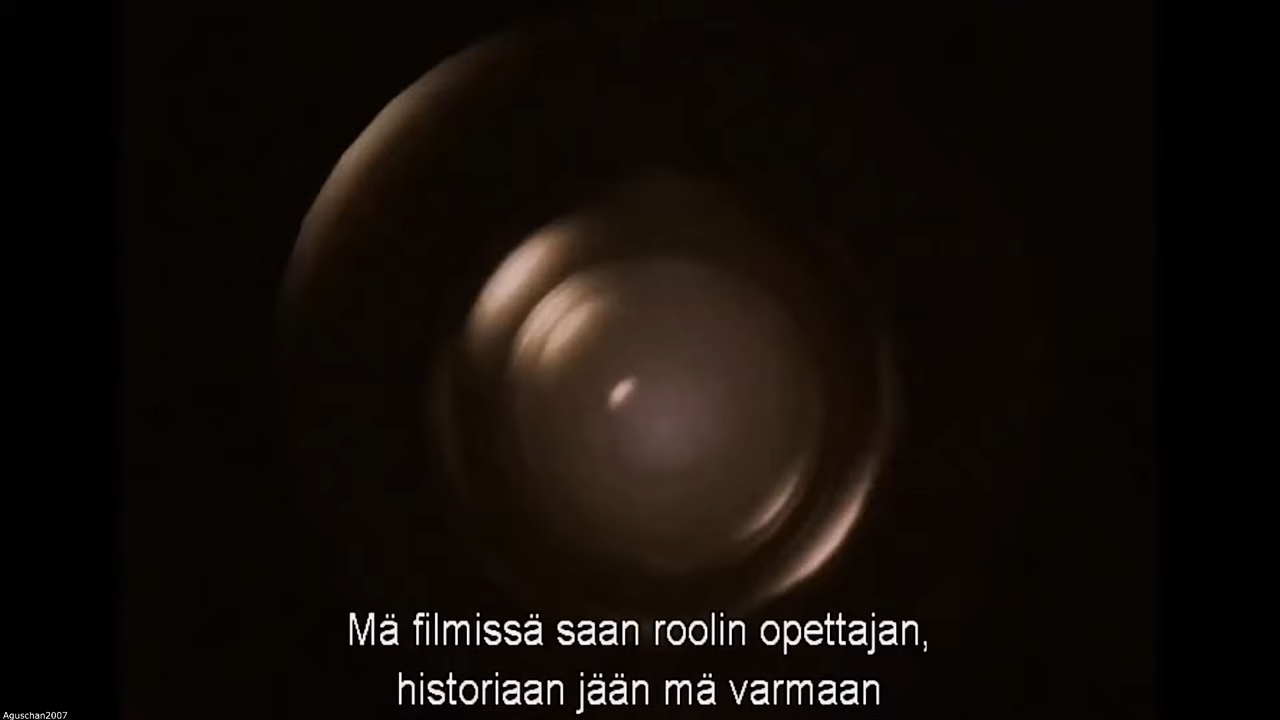 Mä filmissä saan roolin opettajan,
historiaan jään mä varmaan
Aguschan2007